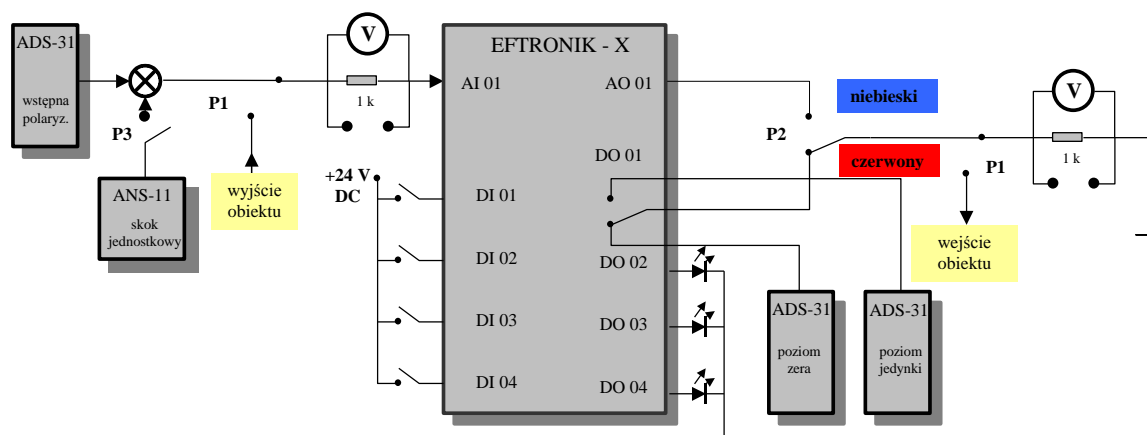 ADS-31
wstępna
polaryz.
P3
ANS-11
skok
jednostkowy
P1
wyjście
obiektu
V
1 k
+24 V
DC
EFTRONIK - X
AI 01
AO 01
DO 01
DI 01
DI 02
DO 02
DI 03
DO 03
DI 04
DO 04
niebieski
P2
czerwony
P1
wejście
obiektu
V
1 k
ADS-31
poziom
zera
ADS-31
poziom
jedynki